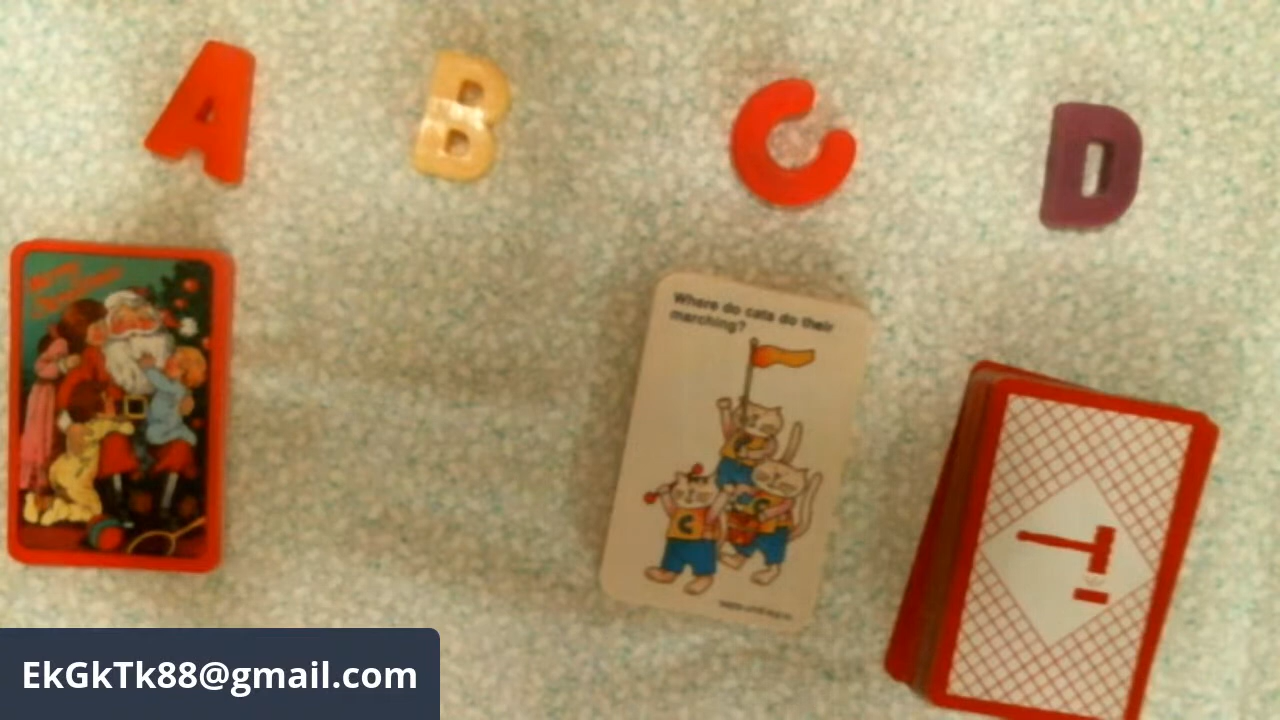 A B C D
Where do cats do their
marching?
C
EkGkTk88@gmail.com